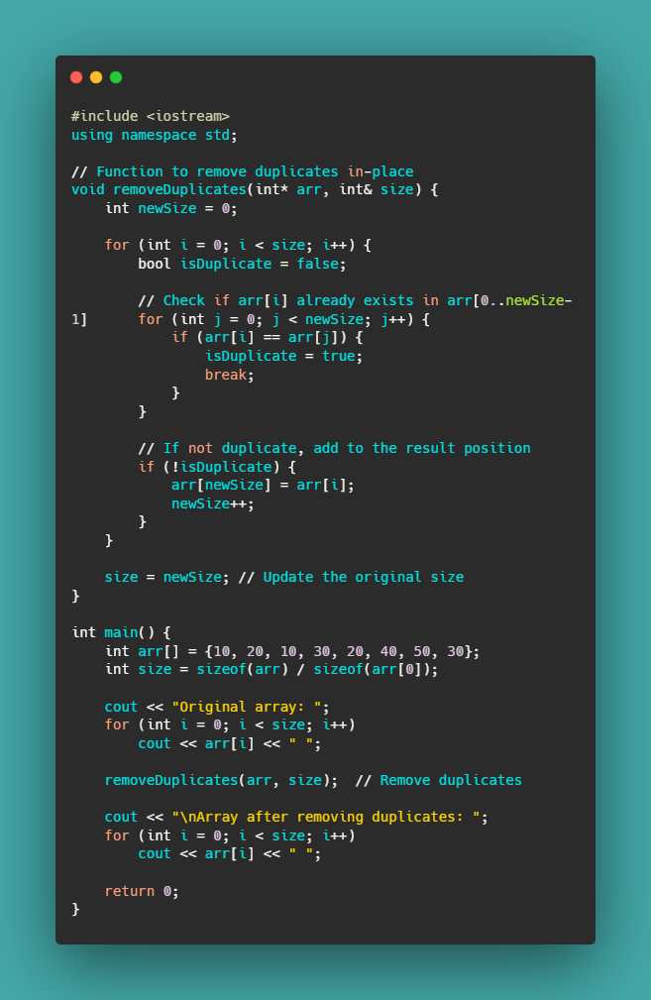 #include <iostream>
using namespace std;

// Function to remove duplicates in-place
void removeDuplicates(int* arr, int& size) {
    int newSize = 0;

    for (int i = 0; i < size; i++) {
        bool isDuplicate = false;

        // Check if arr[i] already exists in arr[0..newSize-
1]      for (int j = 0; j < newSize; j++) {
            if (arr[i] == arr[j]) {
                isDuplicate = true;
                break;
            }
        }

        // If not duplicate, add to the result position
        if (!isDuplicate) {
            arr[newSize] = arr[i];
            newSize++;
        }
    }

    size = newSize; // Update the original size
}

int main() {
    int arr[] = {10, 20, 10, 30, 20, 40, 50, 30};
    int size = sizeof(arr) / sizeof(arr[0]);

    cout << "Original array: ";
    for (int i = 0; i < size; i++)
        cout << arr[i] << " ";

    removeDuplicates(arr, size);  // Remove duplicates

    cout << "\nArray after removing duplicates: ";
    for (int i = 0; i < size; i++)
        cout << arr[i] << " ";

    return 0;
}